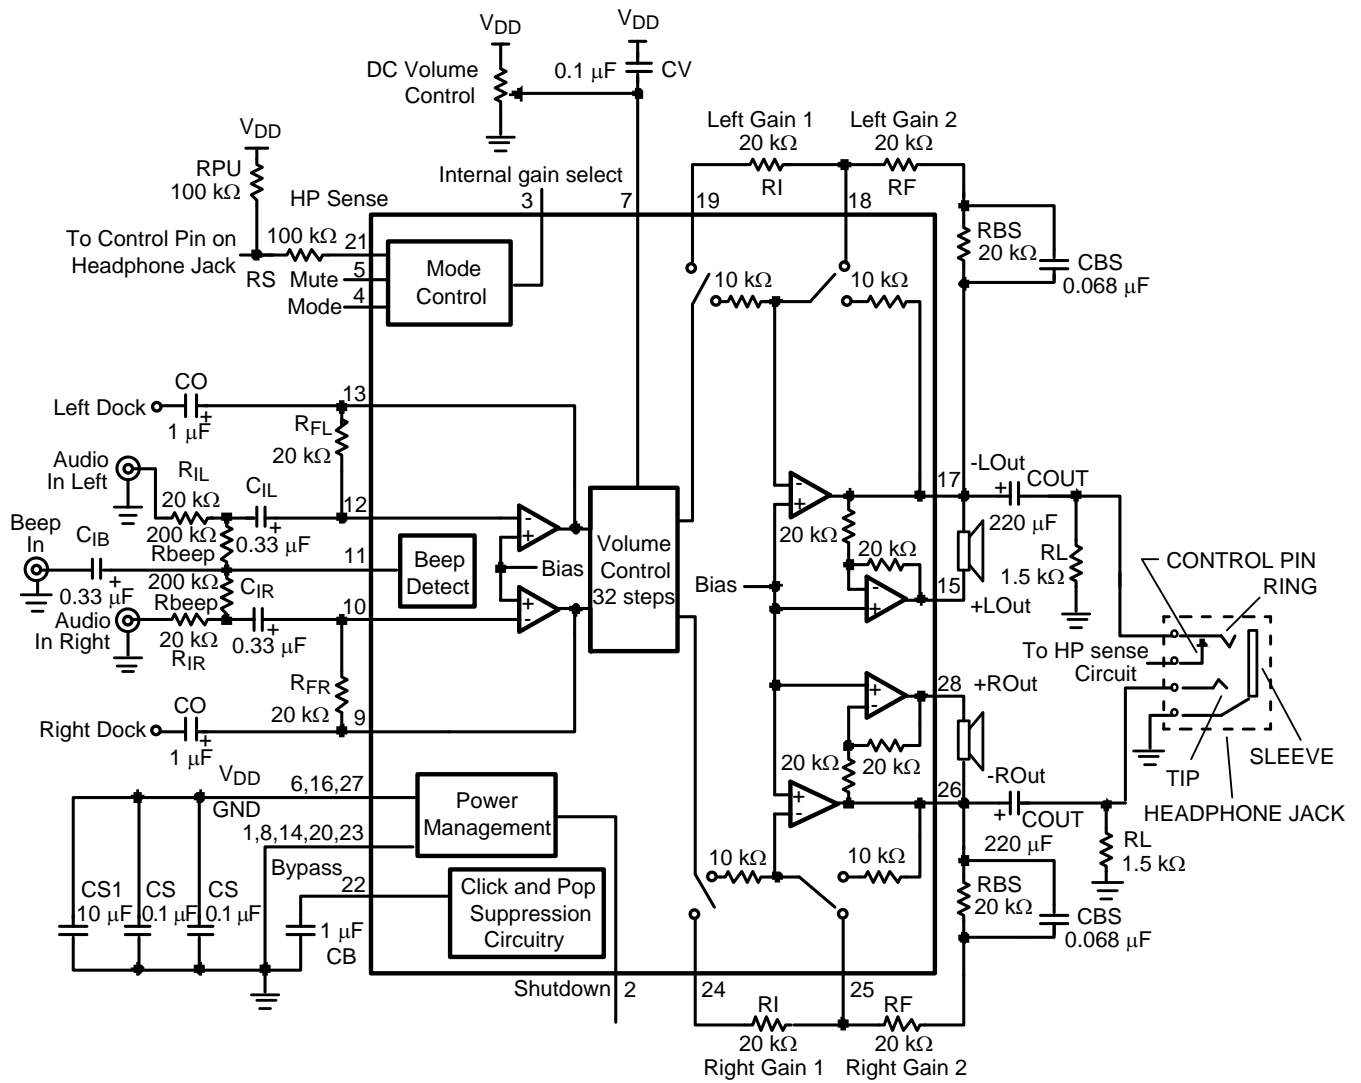 VDD
VDD
DC Volume
Control
0.1 μF
CV
Left Gain 1
20 kΩ
RI
Left Gain 2
20 kΩ
RF
VDD
RPU
100 kΩ
HP Sense
Internal gain select
3
7
19
18
To Control Pin on
Headphone Jack
RS
100 kΩ
21
Mute
5
Mode
4
Mode
Control
10 kΩ
10 kΩ
RBS
20 kΩ
CBS
0.068 μF
CO
Left Dock
+
1 μF
13
RFL
20 kΩ
Audio
In Left
RIL
20 kΩ
CIL
+
0.33 μF
12
200 kΩ
Rbeep
Beep
In
CIB
+
0.33 μF
11
Beep
Detect
200 kΩ
Rbeep
CIR
+
0.33 μF
10
Audio
In Right
20 kΩ
RIR
RFR
20 kΩ
CO
Right Dock
+
1 μF
9
-
+
Bias
+
-
Volume
Control
32 steps
-
+
20 kΩ
20 kΩ
-
+
Bias
17
-LOut
+
COUT
220 μF
15
+LOut
RL
1.5 kΩ
CONTROL PIN
RING
To HP sense
Circuit
SLEEVE
TIP
HEADPHONE JACK
+
-
28
+ROut
20 kΩ
20 kΩ
+
-
26
-ROut
+
COUT
220 μF
RL
1.5 kΩ
VDD
6,16,27
GND
1,8,14,20,23
Power
Management
Bypass
22
Click and Pop
Suppression
Circuitry
CS1
10 μF
CS
0.1 μF
CS
0.1 μF
1 μF
CB
10 kΩ
10 kΩ
RBS
20 kΩ
CBS
0.068 μF
Shutdown
2
24
25
RI
20 kΩ
Right Gain 1
RF
20 kΩ
Right Gain 2